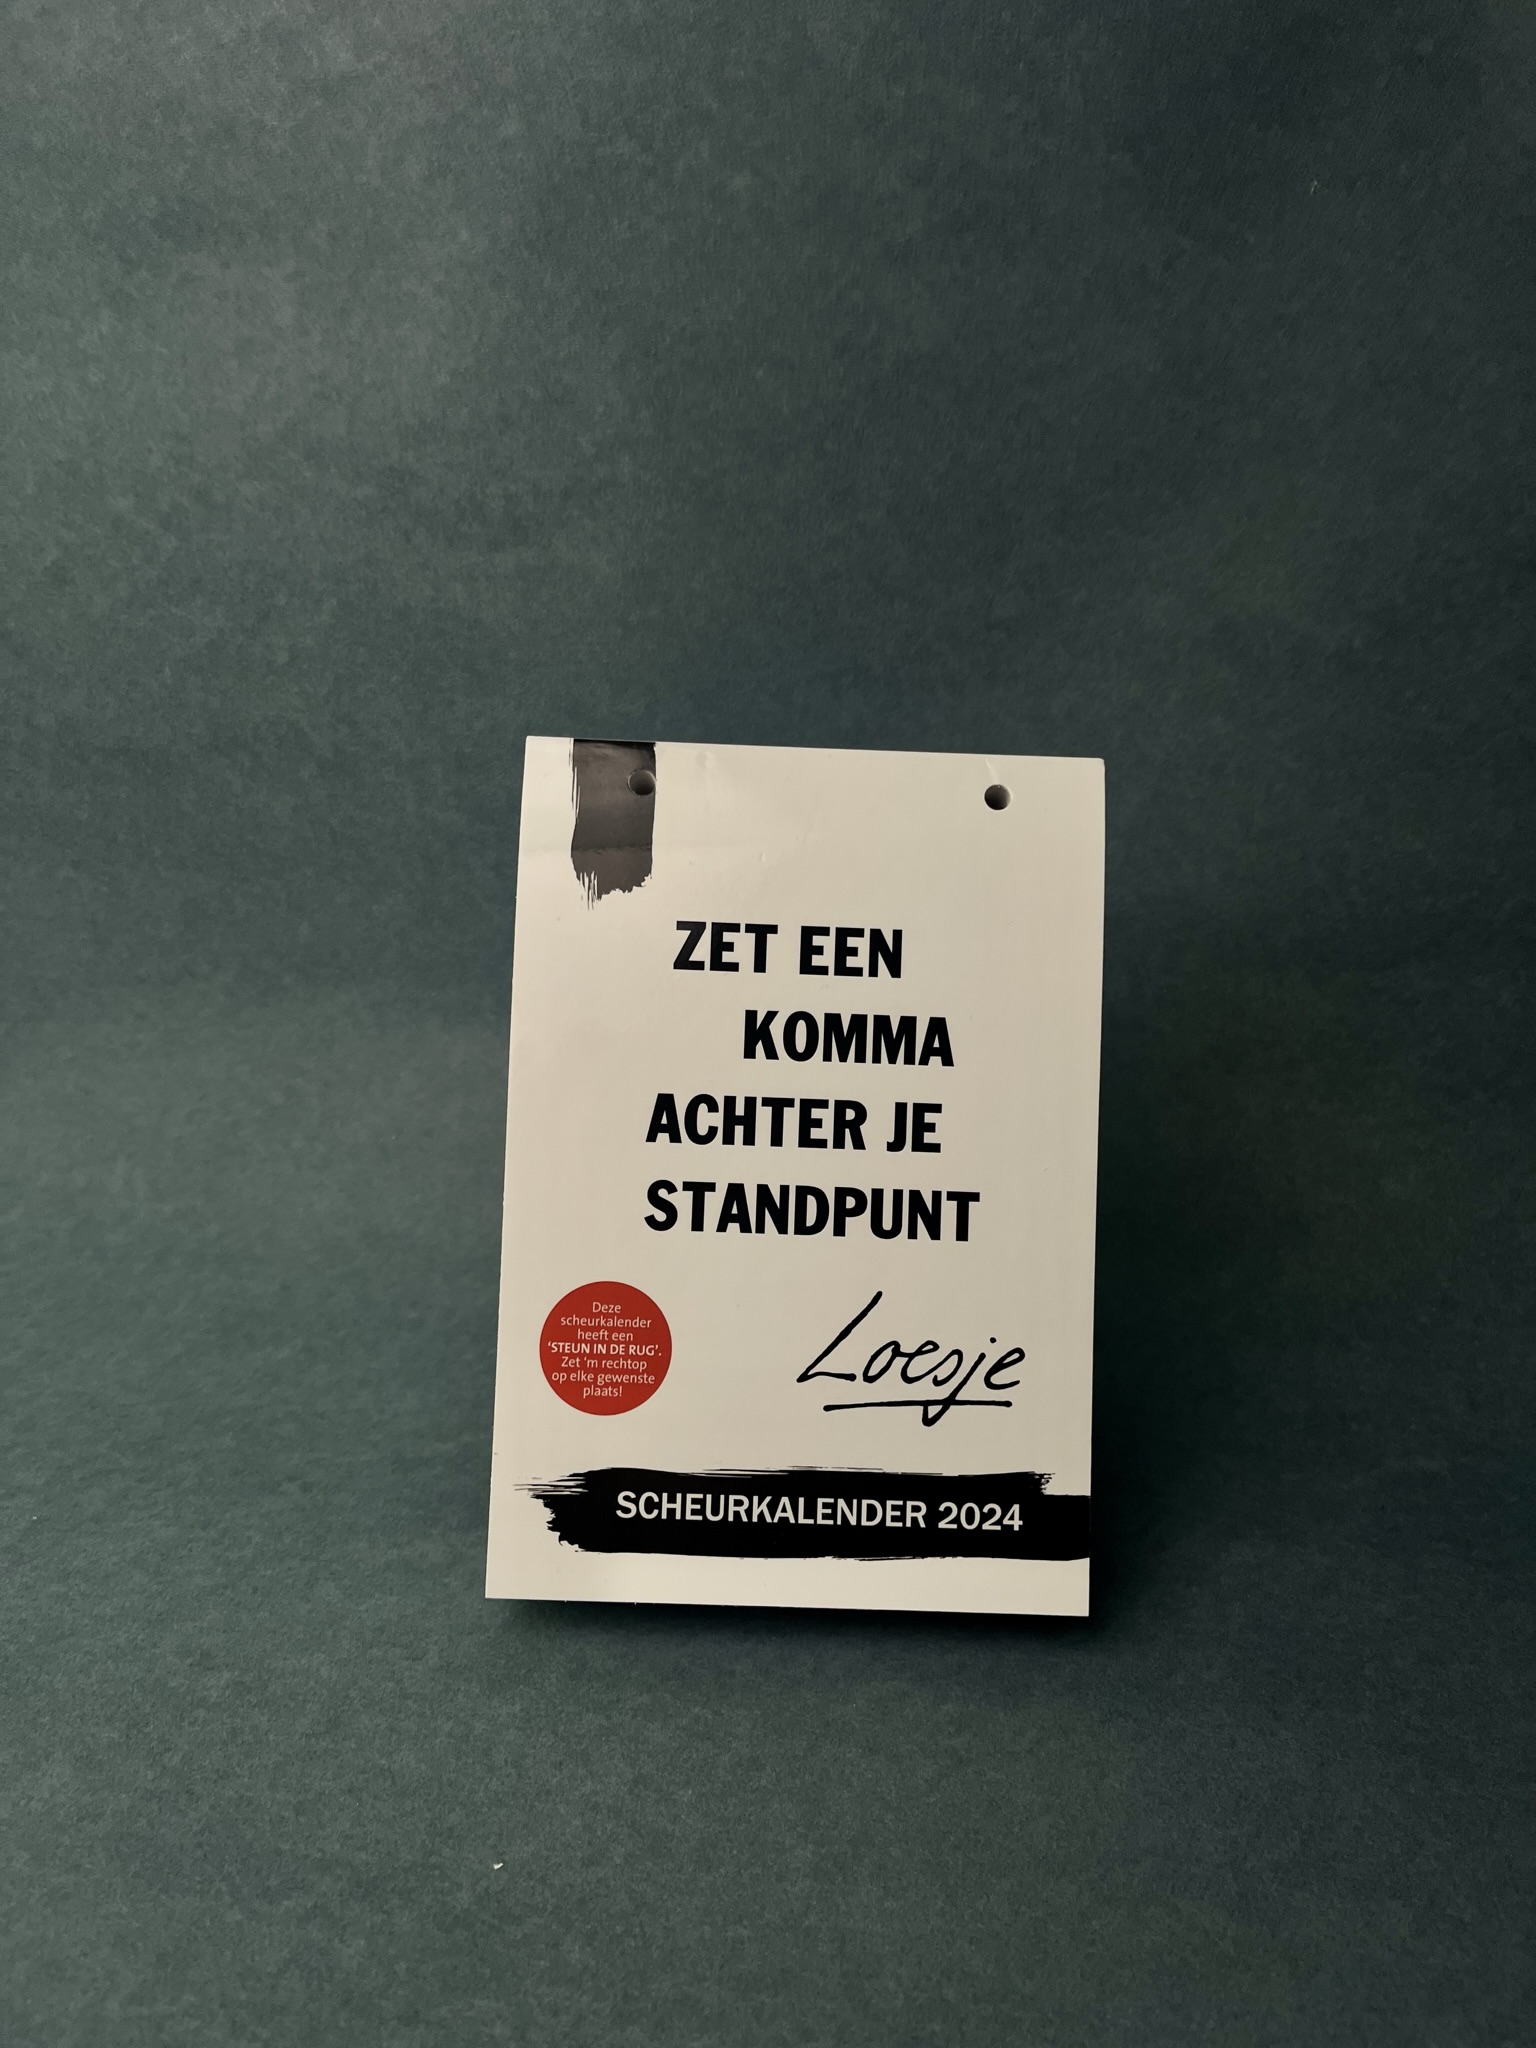 ZET EEN
KOMMA
ACHTER JE
STANDPUNT
Deze
scheurkalender
heeft een
‘STEUN IN DE RUG’.
Zet ‘m rechtop
op elke gewenste
plaats!
Loesje
SCHEURKALENDER 2024